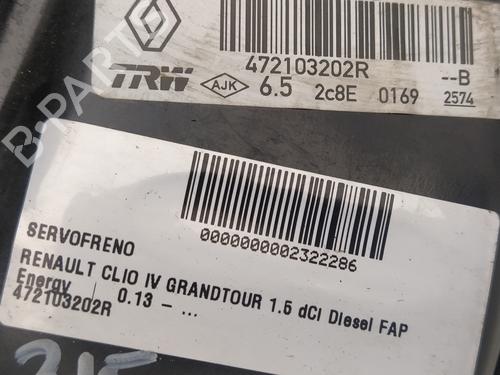 472103202R --B
TRW AJK 6.5 2c8E 0169 2574
0000000002322286
SERVOFRENO
RENAULT CLIO IV GRANDTOUR 1.5 dCi Diesel FAP
Energy | 0.13 - ...
472103202R
B-PARTS